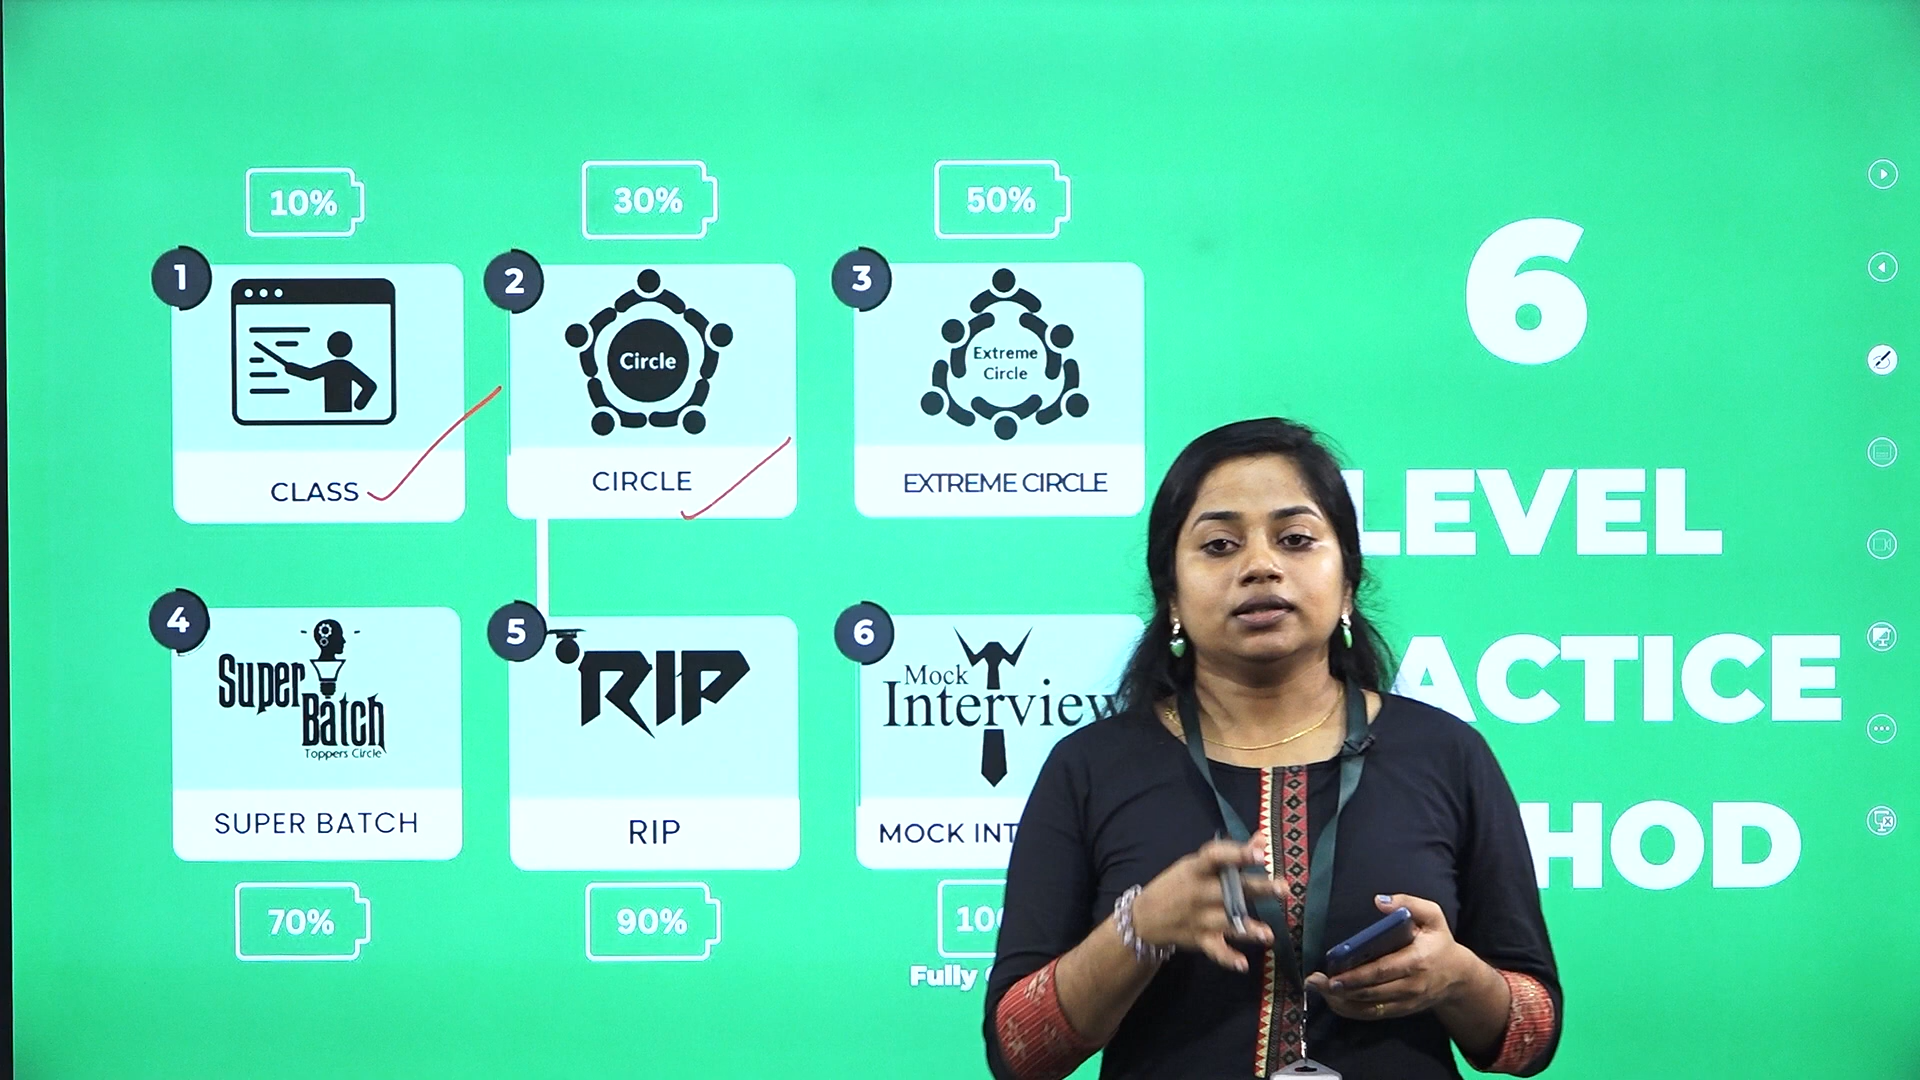 10%
30%
50%
1
2
3
Circle
Extreme
Circle
CLASS
CIRCLE
EXTREME CIRCLE
4
5
6
Super
Batch
Toppers Circle
RIP
Mock
Interview
SUPER BATCH
RIP
MOCK INT
70%
90%
100
Fully
6
LEVEL
ACTICE
HOD